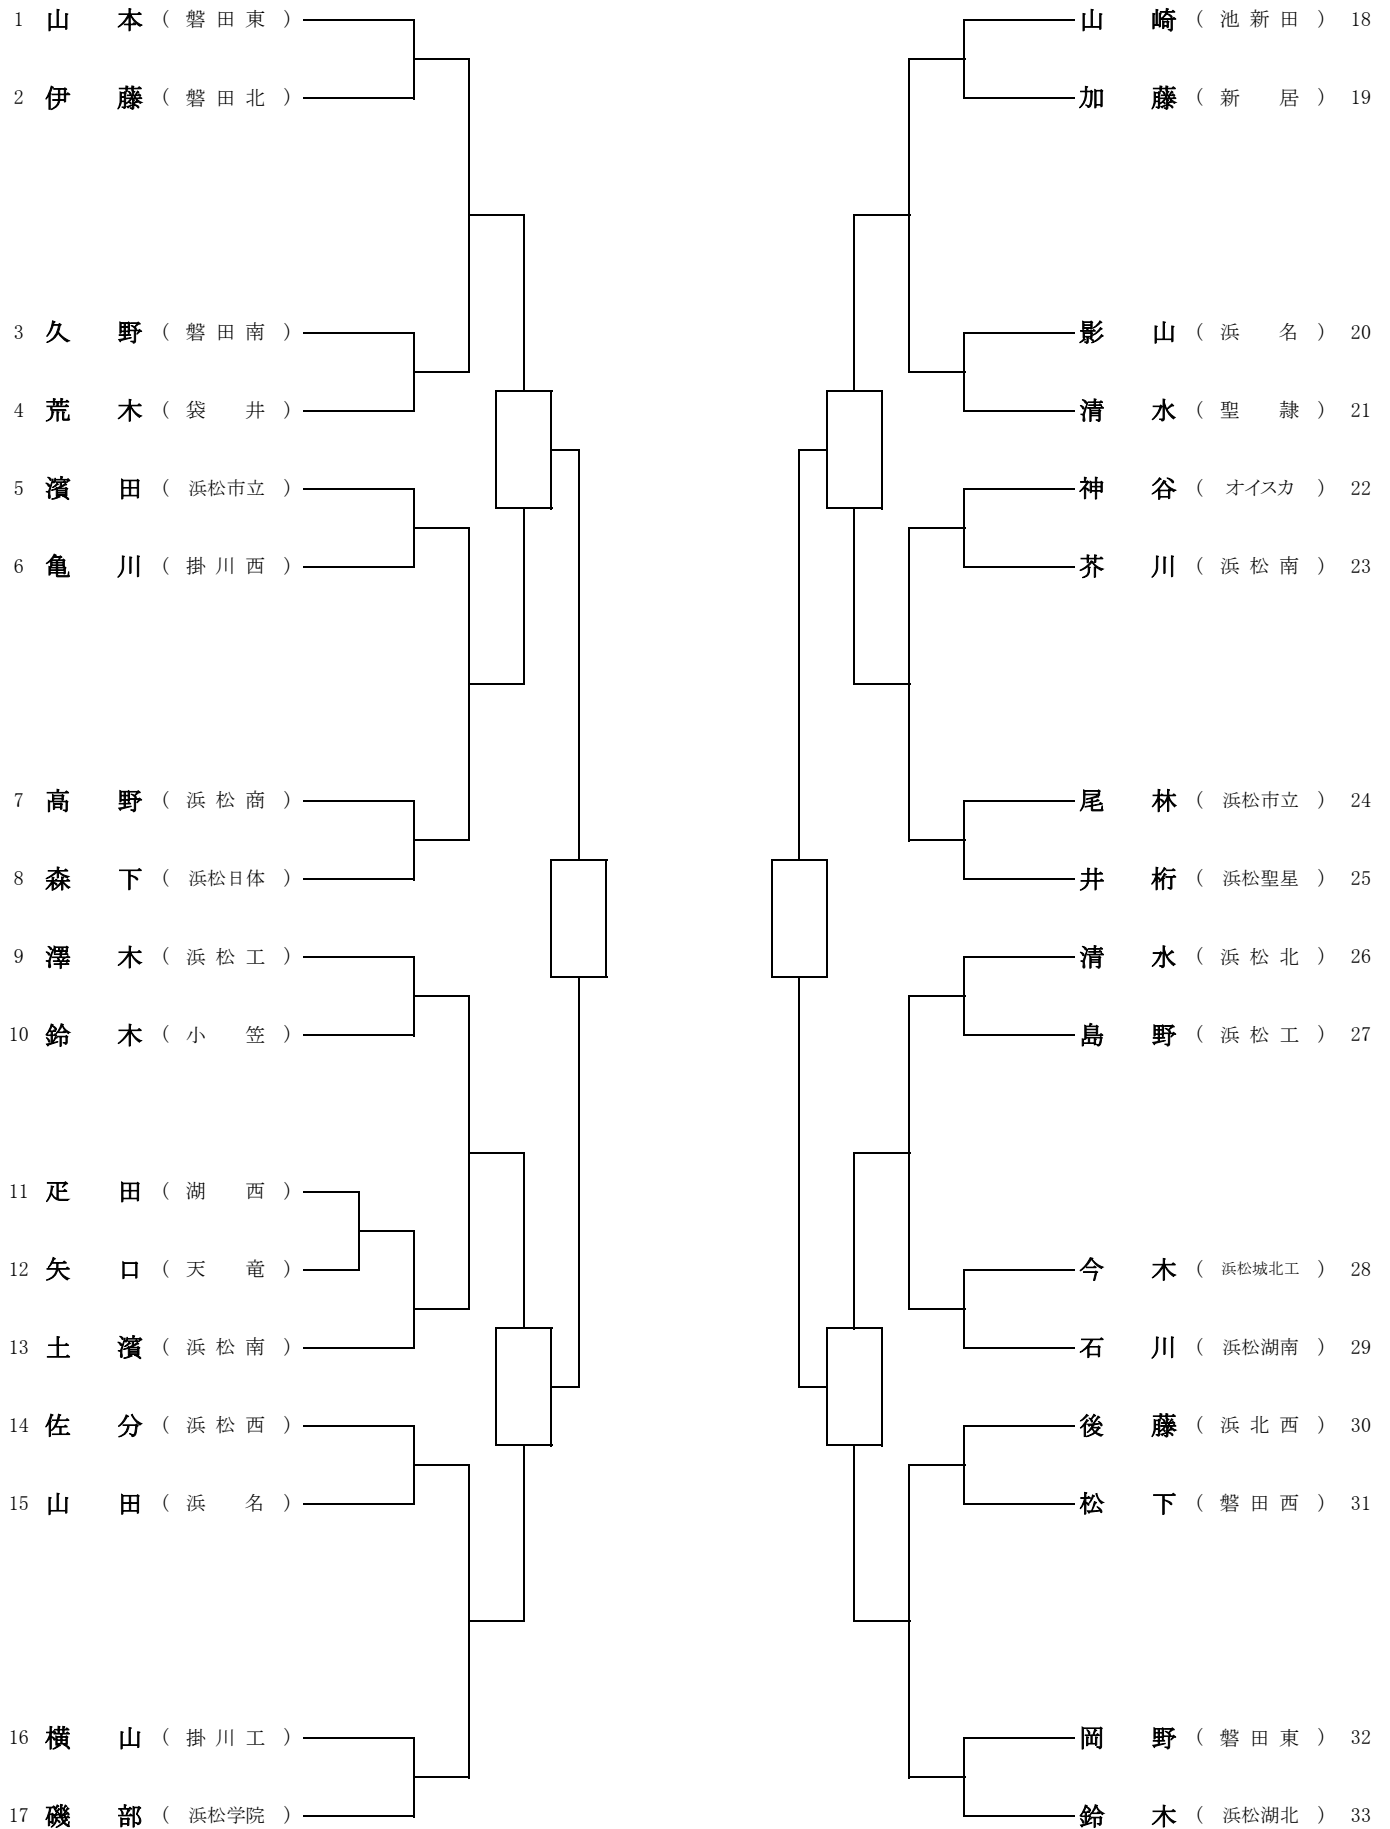 1 山 本 ( 磐 田 東 )
2 伊 藤 ( 磐 田 北 )
3 久 野 ( 磐 田 南 )
4 荒 木 ( 袋 井 )
5 濱 田 ( 浜松市立 )
6 亀 川 ( 掛 川 西 )
7 高 野 ( 浜 松 商 )
8 森 下 ( 浜松日体 )
9 澤 木 ( 浜 松 工 )
10 鈴 木 ( 小 笠 )
11 疋 田 ( 湖 西 )
12 矢 口 ( 天 竜 )
13 土 濱 ( 浜 松 南 )
14 佐 分 ( 浜 松 西 )
15 山 田 ( 浜 名 )
16 横 山 ( 掛 川 工 )
17 磯 部 ( 浜松学院 )
山 崎 ( 池 新 田 ) 18
加 藤 ( 新 居 ) 19
影 山 ( 浜 名 ) 20
清 水 ( 聖 隷 ) 21
神 谷 ( オイスカ ) 22
芥 川 ( 浜 松 南 ) 23
尾 林 ( 浜松市立 ) 24
井 桁 ( 浜松聖星 ) 25
清 水 ( 浜 松 北 ) 26
島 野 ( 浜 松 工 ) 27
今 木 ( 浜松城北工 ) 28
石 川 ( 浜松湖南 ) 29
後 藤 ( 浜 北 西 ) 30
松 下 ( 磐 田 西 ) 31
岡 野 ( 磐 田 東 ) 32
鈴 木 ( 浜松湖北 ) 33